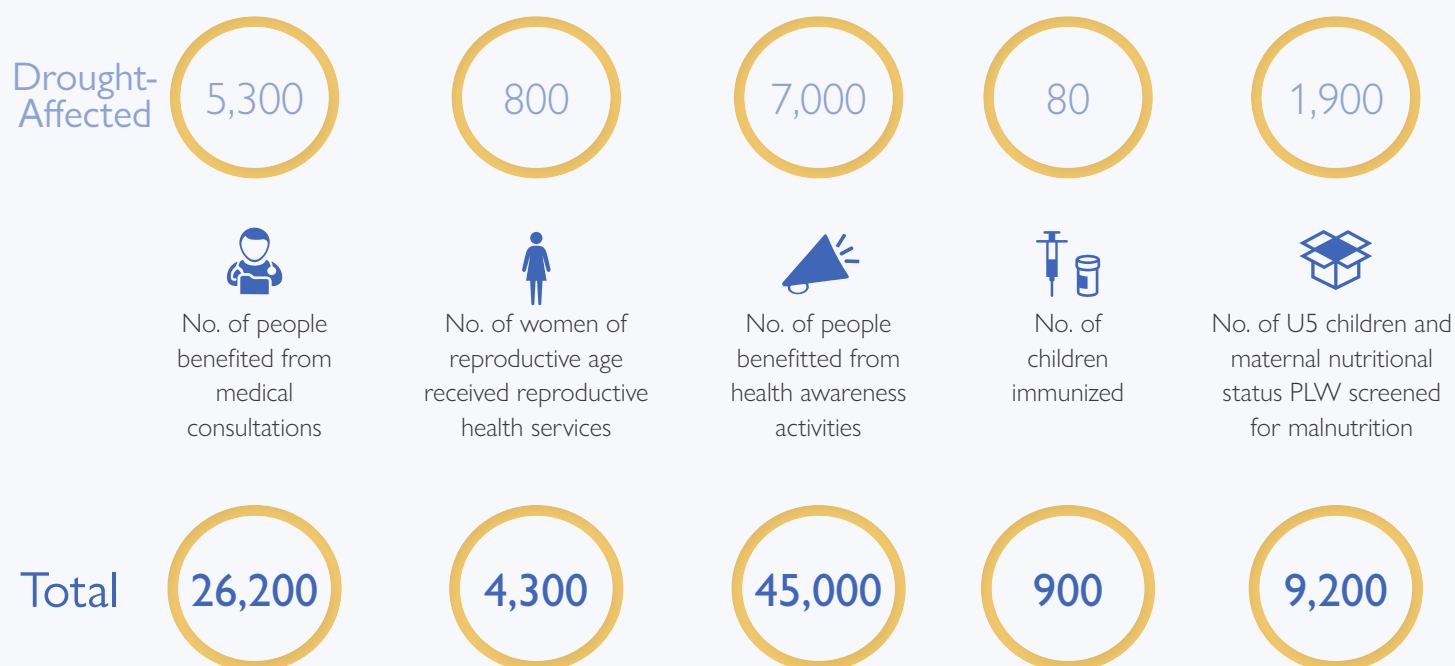 Drought-
Affected
5,300
800
7,000
80
1,900
No. of people
benefited from
medical
consultations
No. of women of
reproductive age
received reproductive
health services
No. of people
benefitted from
health awareness
activities
No. of
children
immunized
No. of U5 children and
maternal nutritional
status PLW screened
for malnutrition
Total
26,200
4,300
45,000
900
9,200